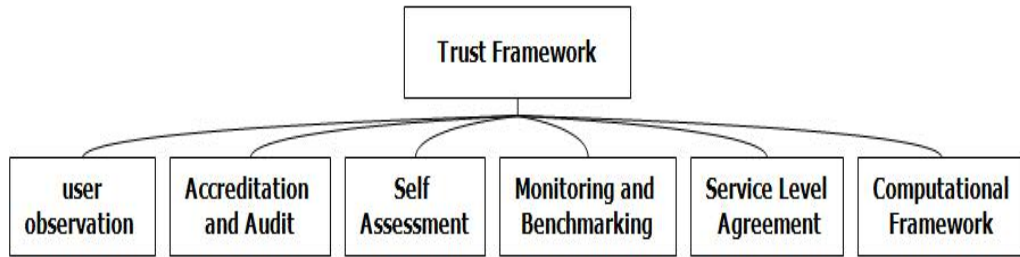 Trust Framework
user
observation
Accreditation
and Audit
Self
Assessment
Monitoring and
Benchmarking
Service Level
Agreement
Computational
Framework